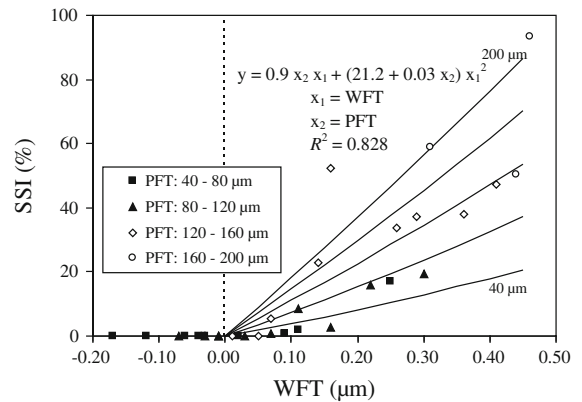 100
80
60
40
20
0
SSI (%)
200 µm
y = 0.9 x2 x1 + (21.2 + 0.03 x2) x1^2
x1 = WFT
x2 = PFT
R^2 = 0.828
PFT: 40 - 80 µm
PFT: 80 - 120 µm
PFT: 120 - 160 µm
PFT: 160 - 200 µm
40 µm
-0.20 -0.10 0.00 0.10 0.20 0.30 0.40 0.50
WFT (µm)